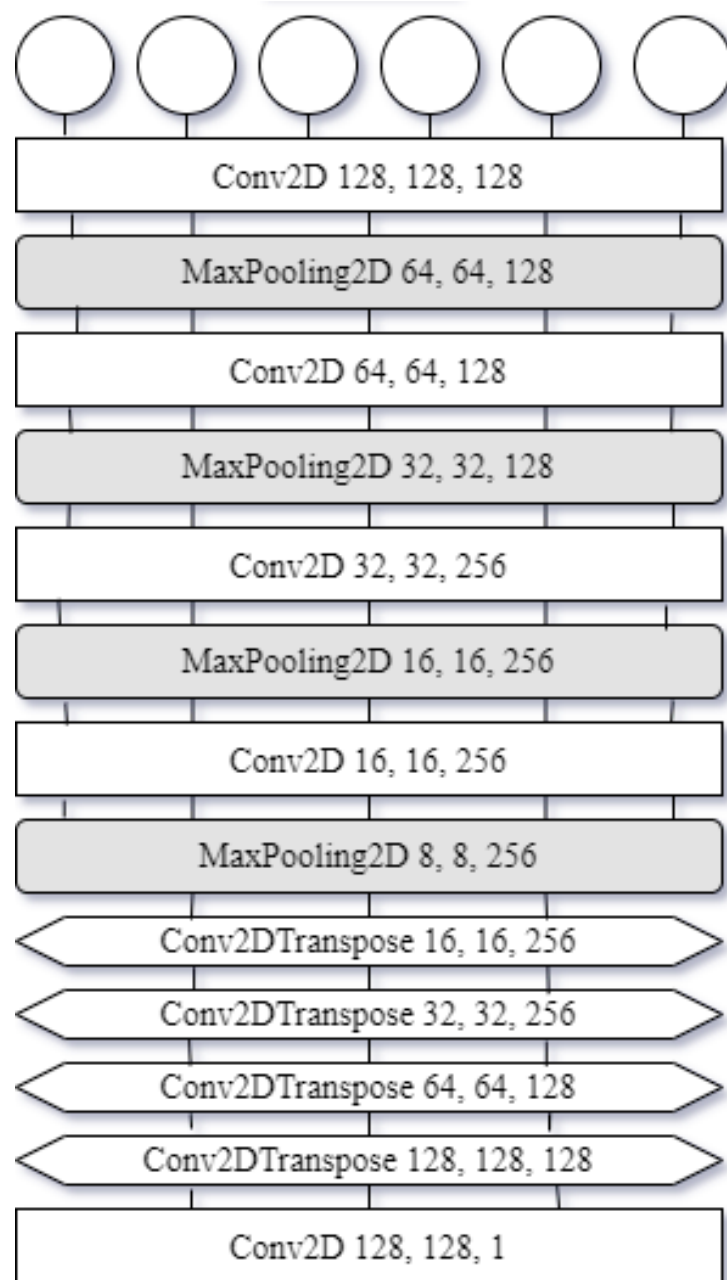 Conv2D 128, 128, 128
MaxPooling2D 64, 64, 128
Conv2D 64, 64, 128
MaxPooling2D 32, 32, 128
Conv2D 32, 32, 256
MaxPooling2D 16, 16, 256
Conv2D 16, 16, 256
MaxPooling2D 8, 8, 256
Conv2DTranspose 16, 16, 256
Conv2DTranspose 32, 32, 256
Conv2DTranspose 64, 64, 128
Conv2DTranspose 128, 128, 128
Conv2D 128, 128, 1